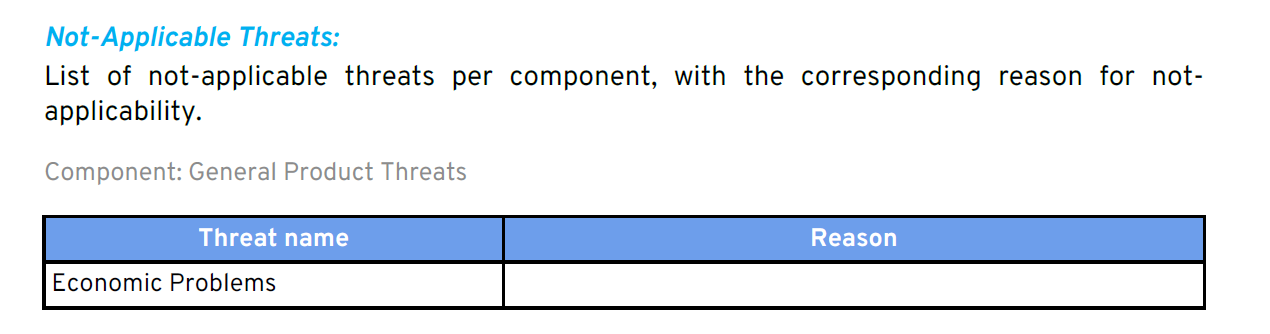 Not-Applicable Threats:
List of not-applicable threats per component, with the corresponding reason for not-
applicability.
Component: General Product Threats
Threat name Reason
Economic Problems